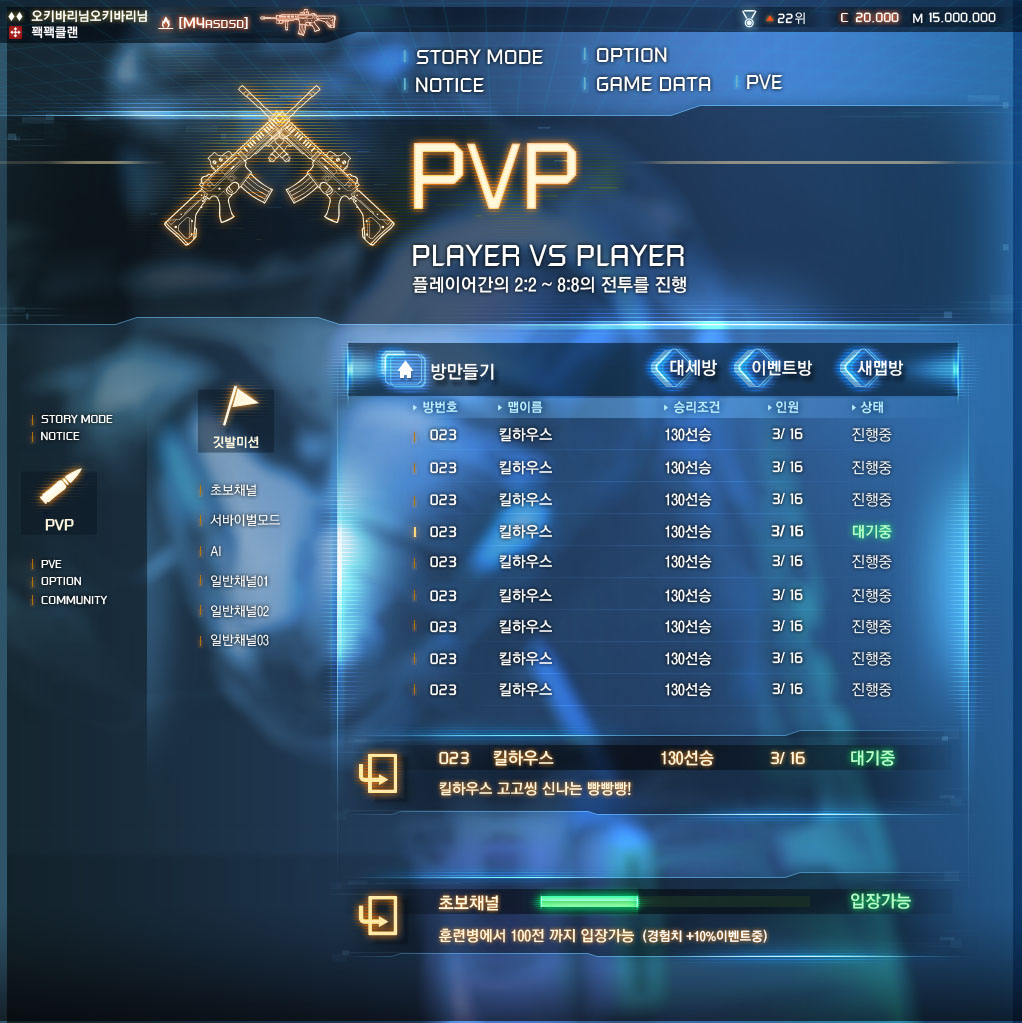 오키바리님오키바리님 [M4ASDSD] 22위 C 20.000 M 15.000.000
꽥꽥클랜
STORY MODE OPTION
NOTICE GAME DATA PVE
PVP
PLAYER VS PLAYER
플레이어간의 2:2 ~ 8:8의 전투를 진행
STORY MODE
NOTICE
PVP
PVE
OPTION
COMMUNITY
깃발미션
초보채널
서바이벌모드
AI
일반채널01
일반채널02
일반채널03
방만들기 대세방 이벤트방 새맵방
방번호 맵이름 승리조건 인원 상태
023 킬하우스 130선승 3/ 16 진행중
023 킬하우스 130선승 3/ 16 진행중
023 킬하우스 130선승 3/ 16 진행중
023 킬하우스 130선승 3/ 16 대기중
023 킬하우스 130선승 3/ 16 진행중
023 킬하우스 130선승 3/ 16 진행중
023 킬하우스 130선승 3/ 16 진행중
023 킬하우스 130선승 3/ 16 진행중
023 킬하우스 130선승 3/ 16 진행중
023 킬하우스 130선승 3/ 16 대기중
킬하우스 고고씽 신나는 빵빵빵!
초보채널 입장가능
훈련병에서 100전 까지 입장가능 (경험치 +10%이벤트중)